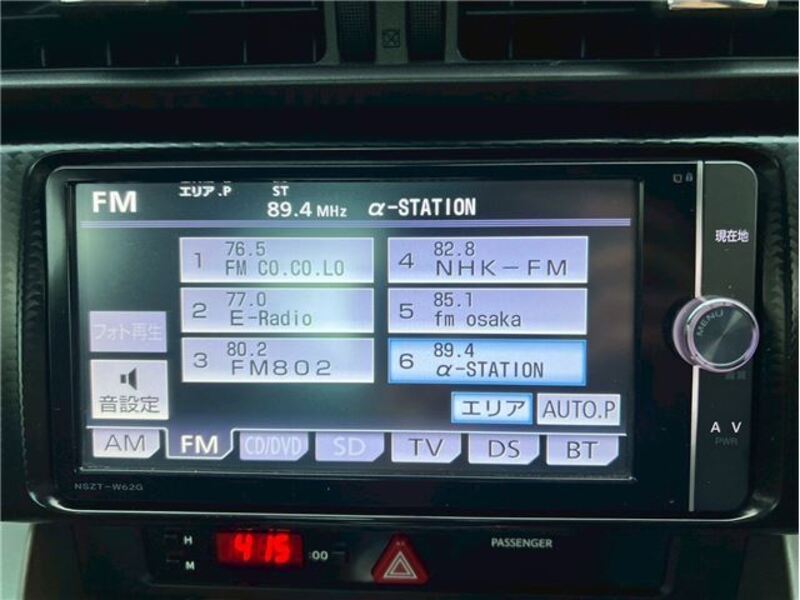 FM
エリア.P ST
89.4 MHz α-STATION
1 76.5
FM CO.CO.LO
4 82.8
NHK-FM
2 77.0
E-Radio
5 85.1
fm osaka
3 80.2
FM802
6 89.4
α-STATION
フォト再生
音設定
エリア AUTO.P
AM FM CD/DVD SD TV DS BT
NSZT-W62G
現在地
MENU
AV
PWR
H
M
4:15 :00
PASSENGER